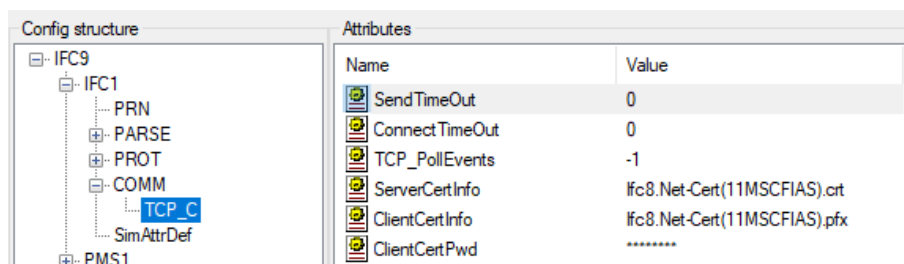 Config structure
IFC9
IFC1
PRN
PARSE
PROT
COMM
TCP_C
SimAttrDef
PMS1
Attributes
Name Value
SendTimeOut 0
ConnectTimeOut 0
TCP_PollEvents -1
ServerCertInfo Ifc8.Net-Cert(11MSCFIAS).crt
ClientCertInfo Ifc8.Net-Cert(11MSCFIAS).pfx
ClientCertPwd ********